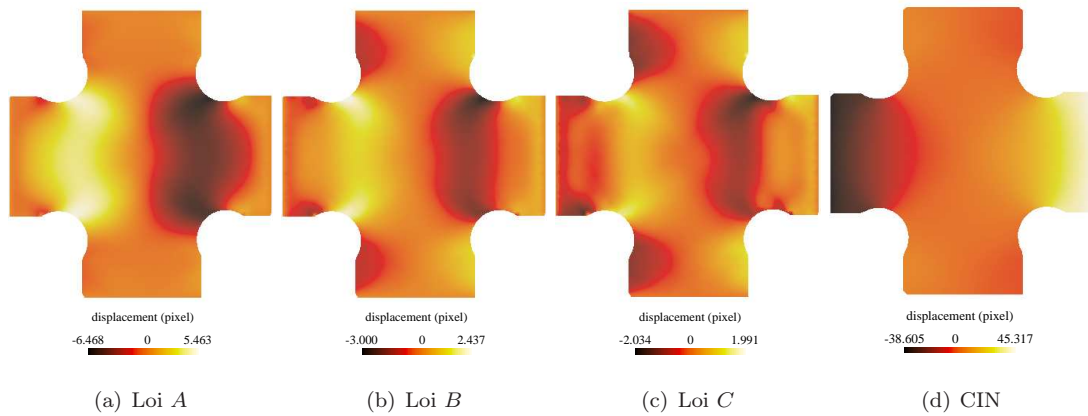 displacement (pixel) displacement (pixel) displacement (pixel) displacement (pixel)
-6.468 0 5.463 -3.000 0 2.437 -2.034 0 1.991 -38.605 0 45.317
(a) Loi A (b) Loi B (c) Loi C (d) CIN